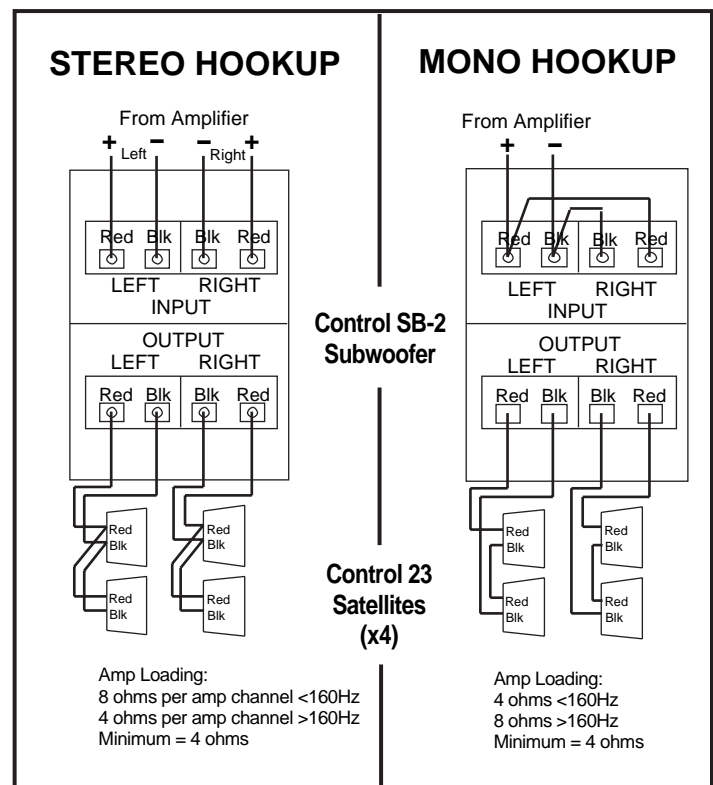 STEREO HOOKUP
From Amplifier
+ − − +
Left Right
Red Blk Blk Red
LEFT RIGHT
INPUT
OUTPUT
LEFT RIGHT
Red Blk Blk Red
Red
Blk
Red
Blk
Red
Blk
Red
Blk
Amp Loading:
8 ohms per amp channel <160Hz
4 ohms per amp channel >160Hz
Minimum = 4 ohms
Control SB-2
Subwoofer
Control 23
Satellites
(x4)
MONO HOOKUP
From Amplifier
+ −
Red Blk Blk Red
LEFT RIGHT
INPUT
OUTPUT
LEFT RIGHT
Red Blk Blk Red
Red
Blk
Red
Blk
Red
Blk
Red
Blk
Amp Loading:
4 ohms <160Hz
8 ohms >160Hz
Minimum = 4 ohms